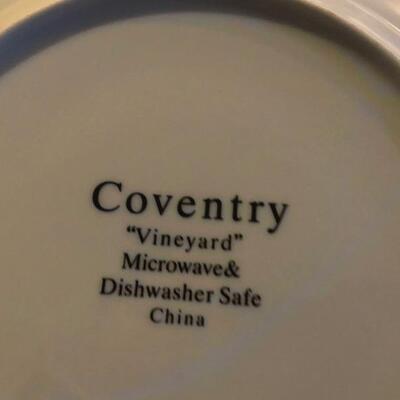 Coventry
“Vineyard”
Microwave&
Dishwasher Safe
China